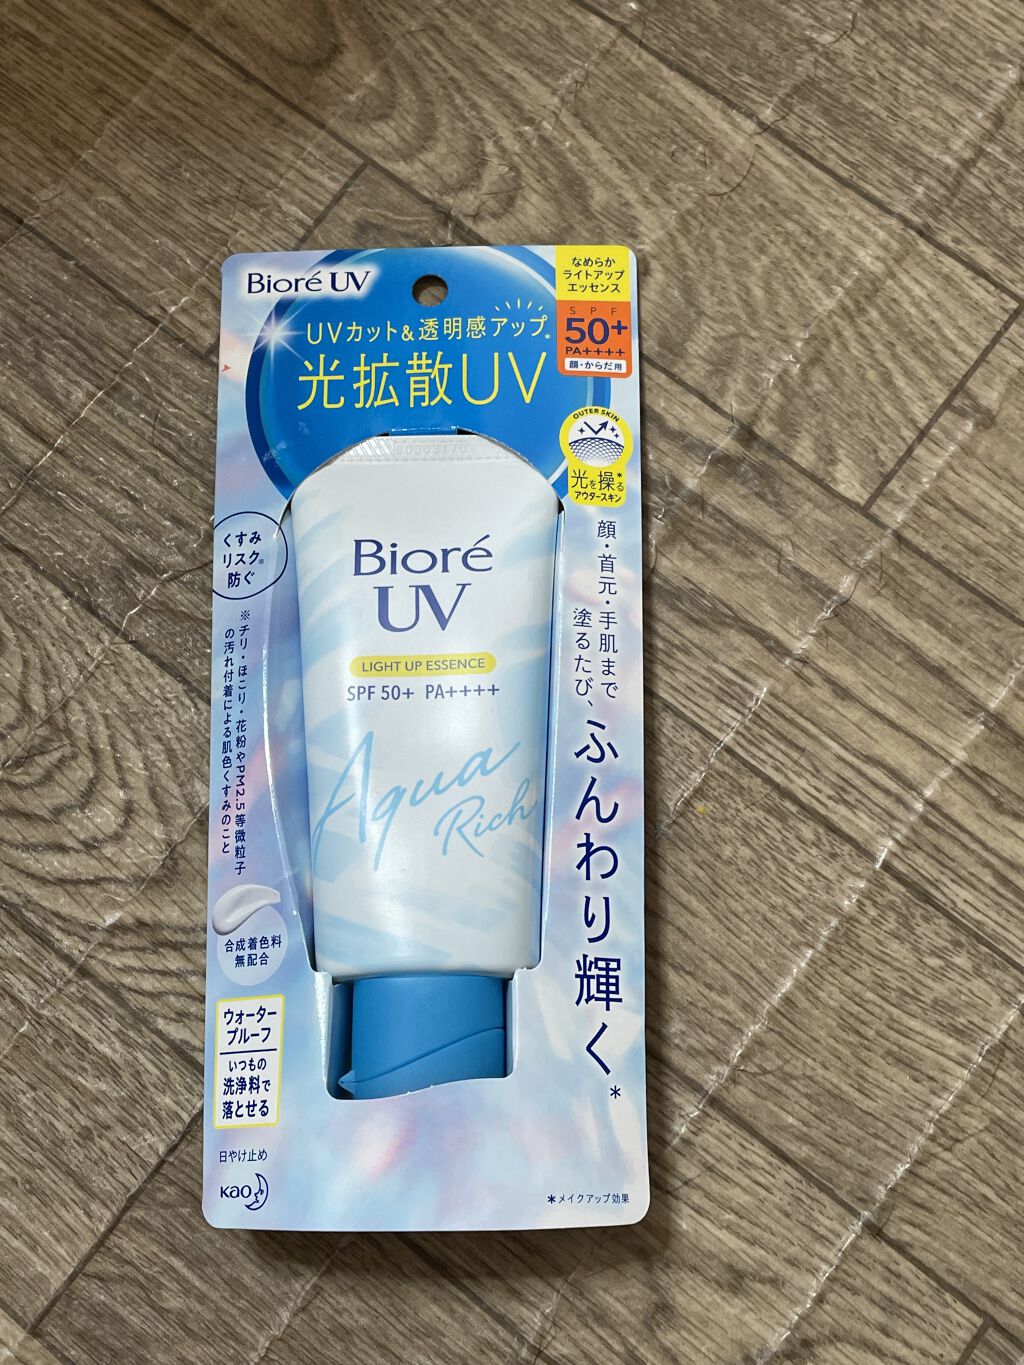 Bioré UV
UVカット&透明感アップ*
光拡散UV
なめらか
ライトアップ
エッセンス
SPF
50+
PA++++
顔・からだ用
OUTER SKIN
光を操る*
アウタースキン
くすみ
リスク※
防ぐ
※チリ・ほこり・花粉やPM2.5等微粒子
の汚れ付着による肌色くすみのこと
Bioré
UV
LIGHT UP ESSENCE
SPF 50+ PA++++
Aqua
Rich
顔・首元・手肌まで
塗るたび、
ふんわり輝く*
合成着色料
無配合
ウォーター
プルーフ
いつもの
洗浄料で
落とせる
日やけ止め
Kao
*メイクアップ効果